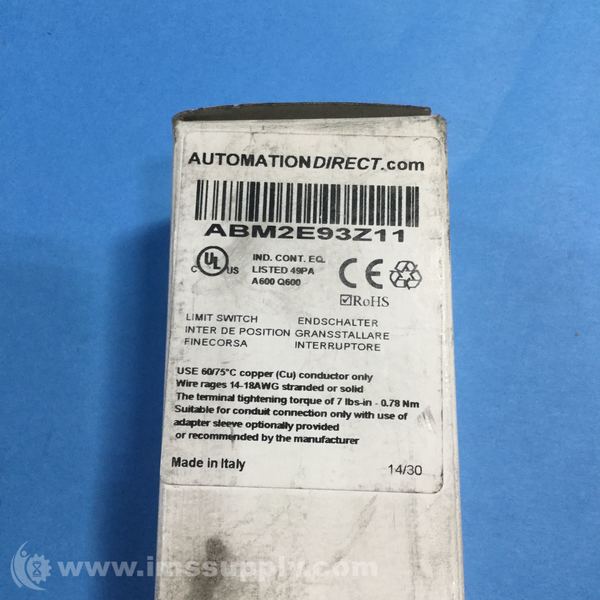 AUTOMATIONDIRECT.com
ABM2E93Z11
C UL US
IND. CONT. EQ.
LISTED 49PA
A600 Q600
CE
☑RoHS
LIMIT SWITCH ENDSCHALTER
INTER DE POSITION GRANSSTALLARE
FINECORSA INTERRUPTORE
USE 60/75°C copper (Cu) conductor only
Wire rages 14-18AWG stranded or solid
The terminal tightening torque of 7 lbs-in - 0.78 Nm
Suitable for conduit connection only with use of
adapter sleeve optionally provided
or recommended by the manufacturer
Made in Italy 14/30
www.imssupply.com